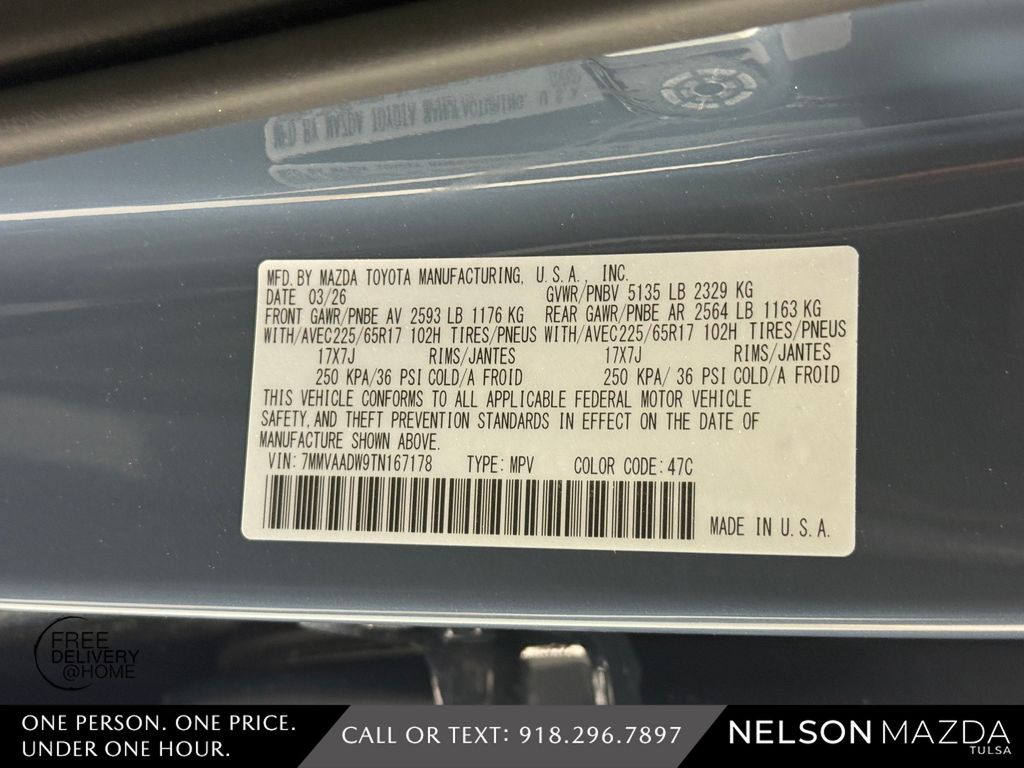 MFD. BY MAZDA TOYOTA MANUFACTURING, U.S.A., INC.
DATE 03/26 GVWR/PNBV 5135 LB 2329 KG
FRONT GAWR/PNBE AV 2593 LB 1176 KG REAR GAWR/PNBE AR 2564 LB 1163 KG
WITH/AVEC225/65R17 102H TIRES/PNEUS WITH/AVEC225/65R17 102H TIRES/PNEUS
17X7J RIMS/JANTES 17X7J RIMS/JANTES
250 KPA/36 PSI COLD/A FROID 250 KPA/ 36 PSI COLD/A FROID
THIS VEHICLE CONFORMS TO ALL APPLICABLE FEDERAL MOTOR VEHICLE
SAFETY, AND THEFT PREVENTION STANDARDS IN EFFECT ON THE DATE OF
MANUFACTURE SHOWN ABOVE.
VIN: 7MMVAADW9TN167178 TYPE: MPV COLOR CODE: 47C
MADE IN U.S.A.
FREE
DELIVERY
@HOME
ONE PERSON. ONE PRICE.
UNDER ONE HOUR.
CALL OR TEXT: 918.296.7897
NELSON MAZDA
TULSA